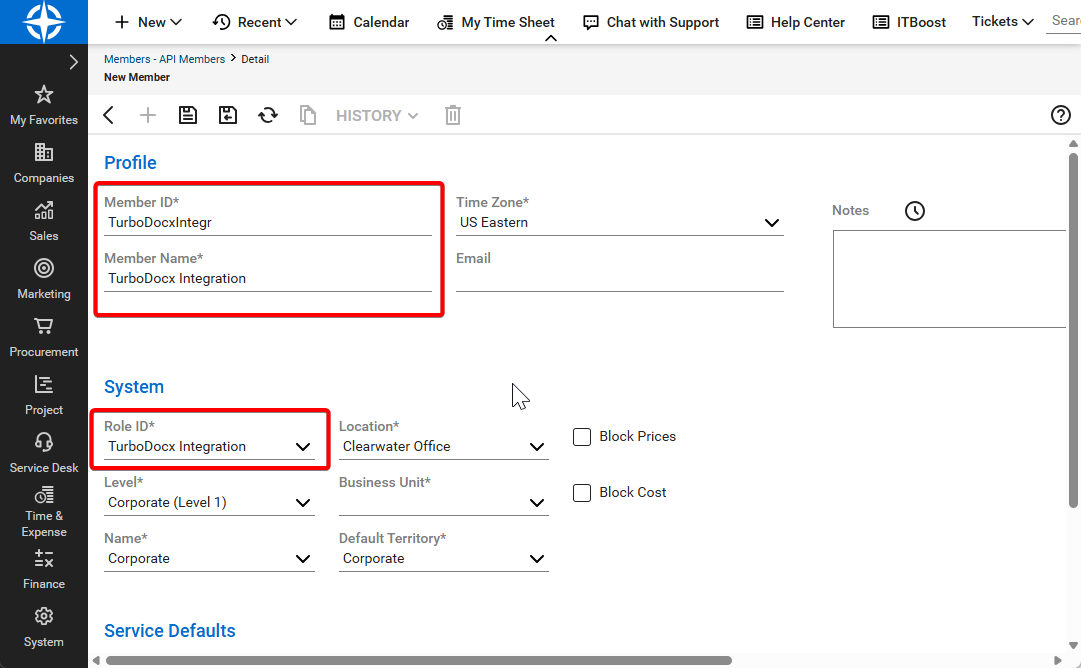 New Recent Calendar My Time Sheet Chat with Support Help Center ITBoost Tickets Sear
Members - API Members > Detail
New Member
HISTORY
My Favorites
Companies
Sales
Marketing
Procurement
Project
Service Desk
Time &
Expense
Finance
System
Profile
Member ID*
TurboDocxIntegr
Member Name*
TurboDocx Integration
Time Zone*
US Eastern
Email
Notes
System
Role ID*
TurboDocx Integration
Location*
Clearwater Office
Block Prices
Level*
Corporate (Level 1)
Business Unit*
Block Cost
Name*
Corporate
Default Territory*
Corporate
Service Defaults